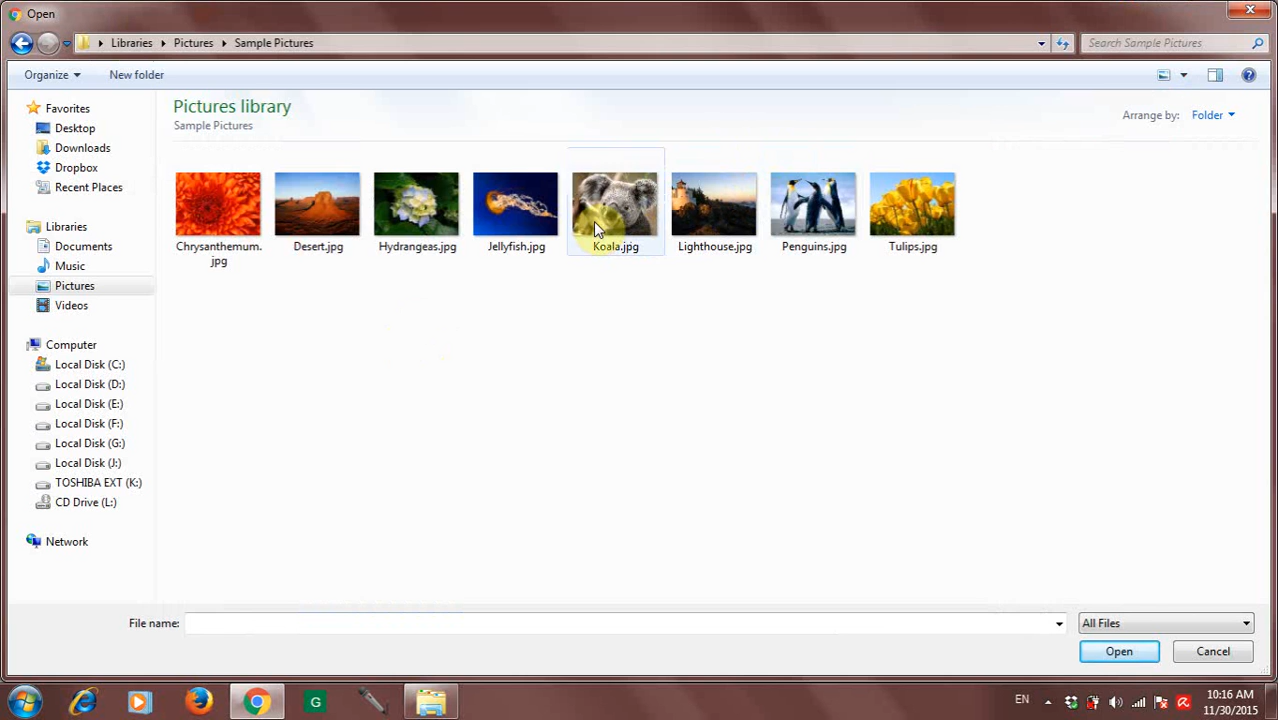 Open
Libraries Pictures Sample Pictures
Search Sample Pictures
Organize New folder
Favorites
Desktop
Downloads
Dropbox
Recent Places
Libraries
Documents
Music
Pictures
Videos
Computer
Local Disk (C:)
Local Disk (D:)
Local Disk (E:)
Local Disk (F:)
Local Disk (G:)
Local Disk (J:)
TOSHIBA EXT (K:)
CD Drive (L:)
Network
Pictures library
Sample Pictures
Arrange by: Folder
Chrysanthemum.
jpg
Desert.jpg
Hydrangeas.jpg
Jellyfish.jpg
Koala.jpg
Lighthouse.jpg
Penguins.jpg
Tulips.jpg
File name:
All Files
Open Cancel
G
EN
10:16 AM
11/30/2015